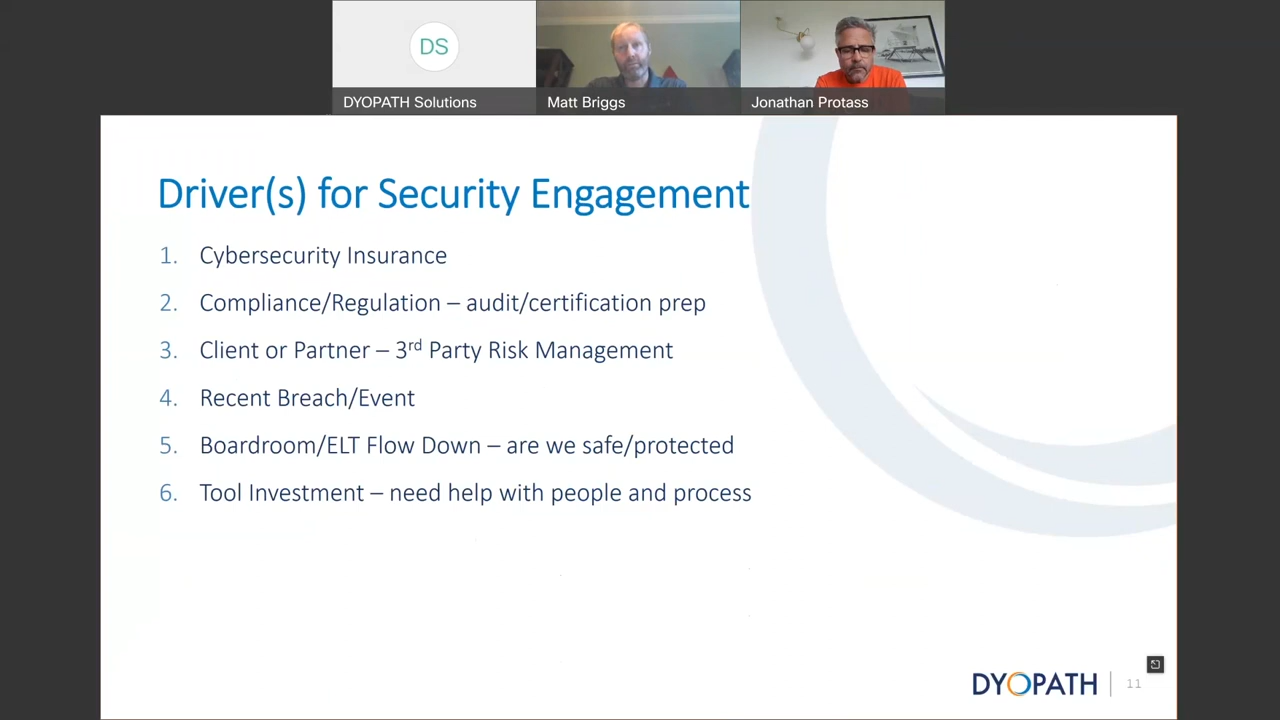 DS
DYOPATH Solutions
Matt Briggs
Jonathan Protass
Driver(s) for Security Engagement
1. Cybersecurity Insurance
2. Compliance/Regulation – audit/certification prep
3. Client or Partner – 3rd Party Risk Management
4. Recent Breach/Event
5. Boardroom/ELT Flow Down – are we safe/protected
6. Tool Investment – need help with people and process
DYOPATH
11